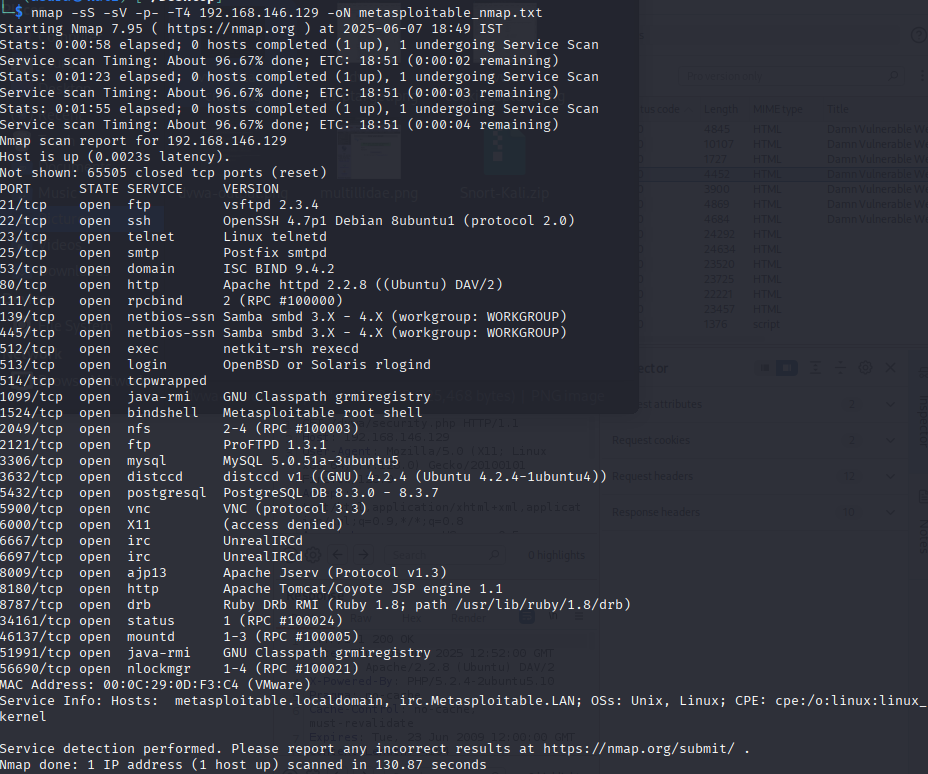 └─$ nmap -sS -sV -p- -T4 192.168.146.129 -oN metasploitable_nmap.txt
Starting Nmap 7.95 ( https://nmap.org ) at 2025-06-07 18:49 IST
Stats: 0:00:58 elapsed; 0 hosts completed (1 up), 1 undergoing Service Scan
Service scan Timing: About 96.67% done; ETC: 18:51 (0:00:02 remaining)
Stats: 0:01:23 elapsed; 0 hosts completed (1 up), 1 undergoing Service Scan
Service scan Timing: About 96.67% done; ETC: 18:51 (0:00:03 remaining)
Stats: 0:01:55 elapsed; 0 hosts completed (1 up), 1 undergoing Service Scan
Service scan Timing: About 96.67% done; ETC: 18:51 (0:00:04 remaining)
Nmap scan report for 192.168.146.129
Host is up (0.0023s latency).
Not shown: 65505 closed tcp ports (reset)
PORT      STATE SERVICE     VERSION
21/tcp    open  ftp         vsftpd 2.3.4
22/tcp    open  ssh         OpenSSH 4.7p1 Debian 8ubuntu1 (protocol 2.0)
23/tcp    open  telnet      Linux telnetd
25/tcp    open  smtp        Postfix smtpd
53/tcp    open  domain      ISC BIND 9.4.2
80/tcp    open  http        Apache httpd 2.2.8 ((Ubuntu) DAV/2)
111/tcp   open  rpcbind     2 (RPC #100000)
139/tcp   open  netbios-ssn Samba smbd 3.X - 4.X (workgroup: WORKGROUP)
445/tcp   open  netbios-ssn Samba smbd 3.X - 4.X (workgroup: WORKGROUP)
512/tcp   open  exec        netkit-rsh rexecd
513/tcp   open  login       OpenBSD or Solaris rlogind
514/tcp   open  tcpwrapped
1099/tcp  open  java-rmi    GNU Classpath grmiregistry
1524/tcp  open  bindshell   Metasploitable root shell
2049/tcp  open  nfs         2-4 (RPC #100003)
2121/tcp  open  ftp         ProFTPD 1.3.1
3306/tcp  open  mysql       MySQL 5.0.51a-3ubuntu5
3632/tcp  open  distccd     distccd v1 ((GNU) 4.2.4 (Ubuntu 4.2.4-1ubuntu4))
5432/tcp  open  postgresql  PostgreSQL DB 8.3.0 - 8.3.7
5900/tcp  open  vnc         VNC (protocol 3.3)
6000/tcp  open  X11         (access denied)
6667/tcp  open  irc         UnrealIRCd
6697/tcp  open  irc         UnrealIRCd
8009/tcp  open  ajp13       Apache Jserv (Protocol v1.3)
8180/tcp  open  http        Apache Tomcat/Coyote JSP engine 1.1
8787/tcp  open  drb         Ruby DRb RMI (Ruby 1.8; path /usr/lib/ruby/1.8/drb)
34161/tcp open  status      1 (RPC #100024)
46137/tcp open  mountd      1-3 (RPC #100005)
51991/tcp open  java-rmi    GNU Classpath grmiregistry
56690/tcp open  nlockmgr    1-4 (RPC #100021)
MAC Address: 00:0C:29:0D:F3:C4 (VMware)
Service Info: Hosts:  metasploitable.localdomain, irc.Metasploitable.LAN; OSs: Unix, Linux; CPE: cpe:/o:linux:linux_
kernel

Service detection performed. Please report any incorrect results at https://nmap.org/submit/ .
Nmap done: 1 IP address (1 host up) scanned in 130.87 seconds
Length
MIME type
Title
Request cookies
Request headers
Response headers
Search
0 highlights